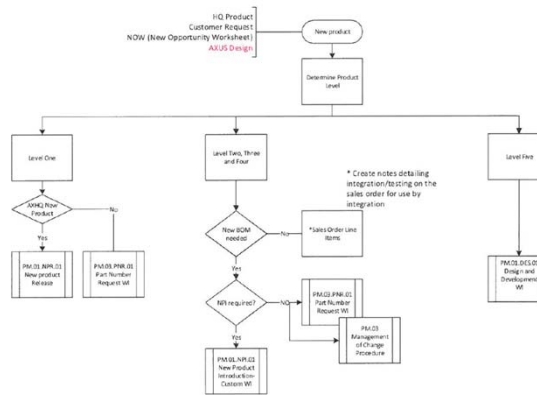 HQ Product
Customer Request
NOW (New Opportunity Worksheet)
AXUS Design
New product
Determine Product
Level
Level One
Level Two, Three
and Four
Level Five
* Create notes detailing
integration/testing on the
sales order for use by
integration
AXHQ New
Product
No
Yes
PM.01.NPR.01
New product
Release
PM.03.PNR.01
Part Number
Request WI
New BOM
needed
No
*Sales Order Line
Items
Yes
NPI required?
NO
PM.03.PNR.01
Part Number
Request WI
PM.03
Management of
Change
Procedure
Yes
PM.01.NPI.01
New Product
Introduction-
Custom WI
PM.01.DES.01
Design and
Development
WI